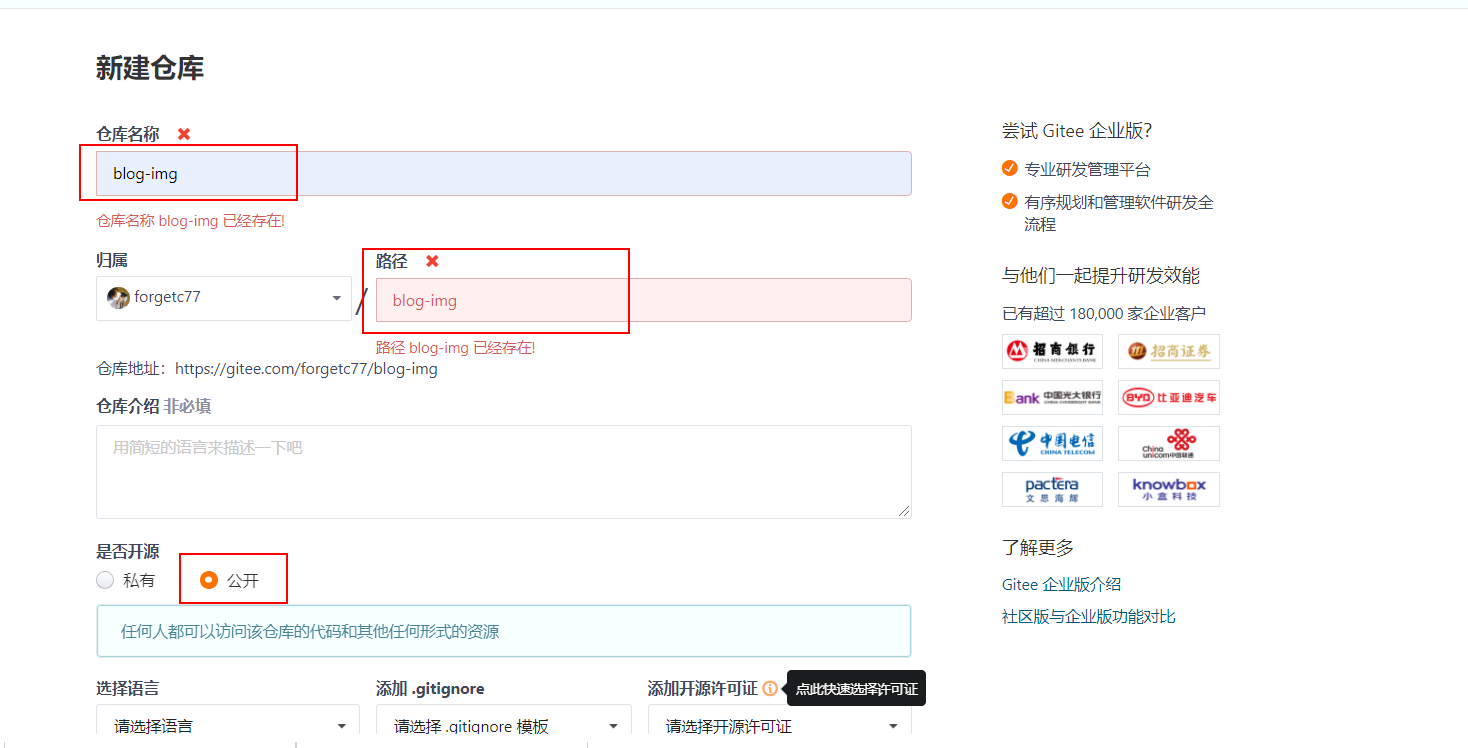 新建仓库
仓库名称
blog-img
仓库名称 blog-img 已经存在!
归属
路径
forgetc77
/
blog-img
路径 blog-img 已经存在!
仓库地址：https://gitee.com/forgetc77/blog-img
仓库介绍 非必填
用简短的语言来描述一下吧
是否开源
私有
公开
任何人都可以访问该仓库的代码和其他任何形式的资源
选择语言
添加 .gitignore
添加开源许可证
点此快速选择许可证
请选择语言
请选择 .gitignore 模板
请选择开源许可证
尝试 Gitee 企业版?
专业研发管理平台
有序规划和管理软件研发全
流程
与他们一起提升研发效能
已有超过 180,000 家企业客户
招商银行
CHINA MERCHANTS BANK
招商证券
Bank 中国光大银行
CHINA EVERBRIGHT BANK
BYD 比亚迪汽车
中国电信
CHINA TELECOM
China
unicom中国联通
pactera
文思海辉
knowbox
小盒科技
了解更多
Gitee 企业版介绍
社区版与企业版功能对比